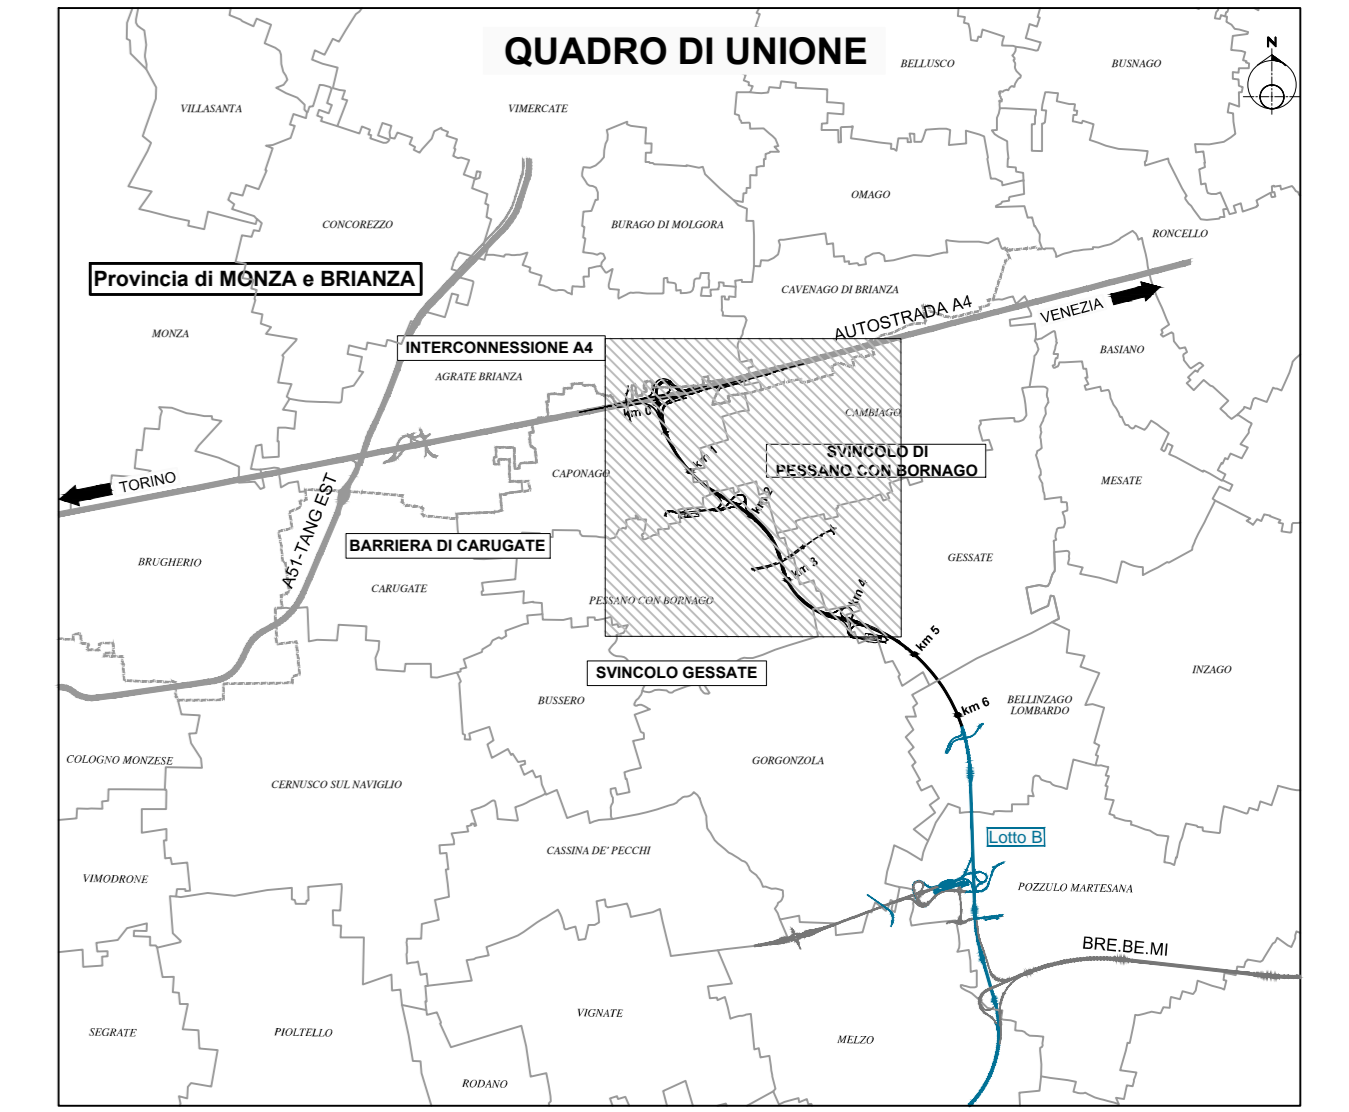 QUADRO DI UNIONE
N
BELLUSCO
BUSNAGO
VILLASANTA
VIMERCATE
OMAGO
CONCOREZZO
BURAGO DI MOLGORA
RONCELLO
Provincia di MONZA e BRIANZA
CAVENAGO DI BRIANZA
AUTOSTRADA A4
VENEZIA
MONZA
INTERCONNESSIONE A4
BASIANO
AGRATE BRIANZA
km 0
CAMBIAGO
SVINCOLO DI
PESSANO CON BORNAGO
km 1
CAPONAGO
TORINO
MESATE
km 2
A51-TANG EST
BARRIERA DI CARUGATE
BRUGHERIO
GESSATE
km 3
CARUGATE
km 4
PESSANO CON BORNAGO
km 5
SVINCOLO GESSATE
INZAGO
BUSSERO
BELLINZAGO
LOMBARDO
km 6
COLOGNO MONZESE
GORGONZOLA
CERNUSCO SUL NAVIGLIO
Lotto B
CASSINA DE' PECCHI
VIMODRONE
POZZULO MARTESANA
BRE.BE.MI
VIGNATE
SEGRATE
PIOLTELLO
MELZO
RODANO